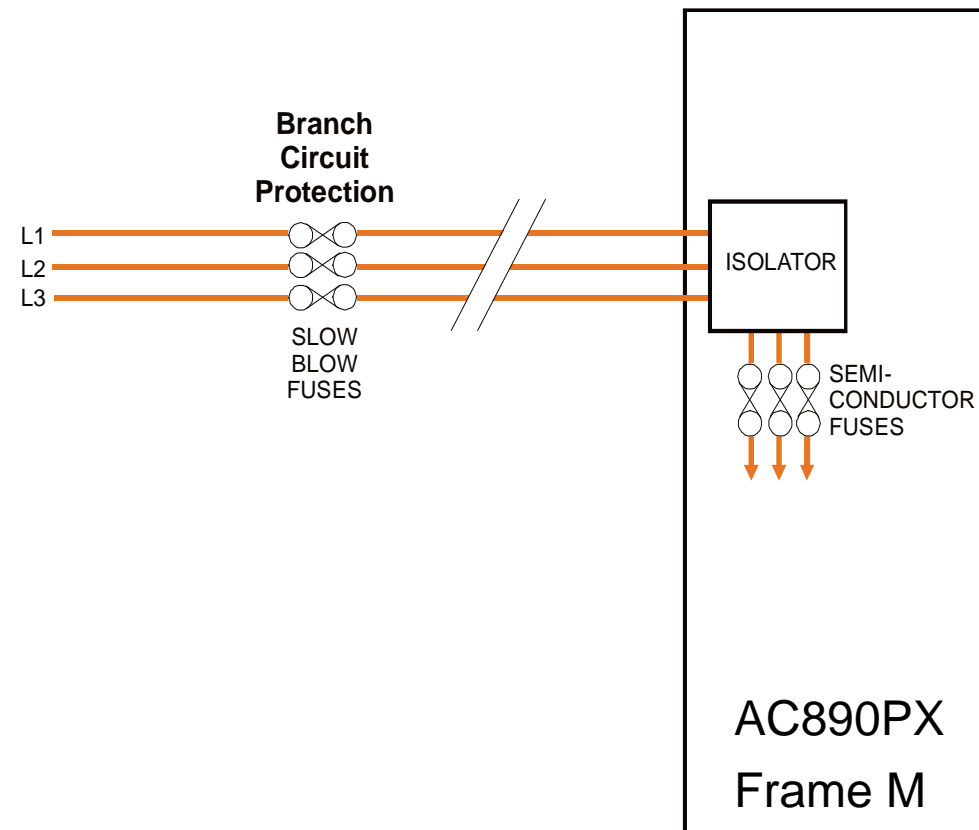 Branch
Circuit
Protection
L1
L2
L3
SLOW
BLOW
FUSES
ISOLATOR
SEMI-
CONDUCTOR
FUSES
AC890PX
Frame M